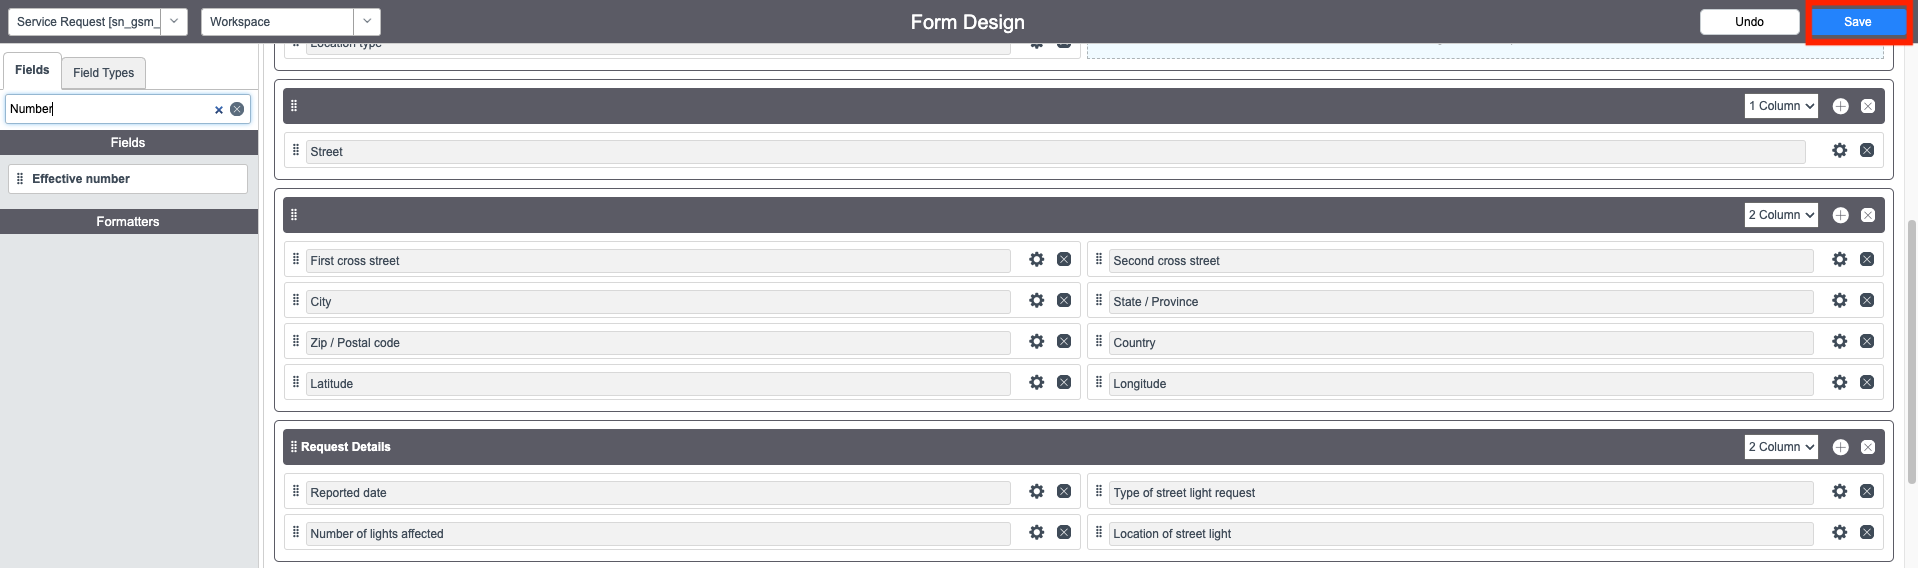 Service Request [sn_gsm_
Workspace
Form Design
Undo
Save
Fields
Field Types
Number
Fields
Effective number
Formatters
Location type
1 Column
Street
2 Column
First cross street
Second cross street
City
State / Province
Zip / Postal code
Country
Latitude
Longitude
Request Details
2 Column
Reported date
Type of street light request
Number of lights affected
Location of street light